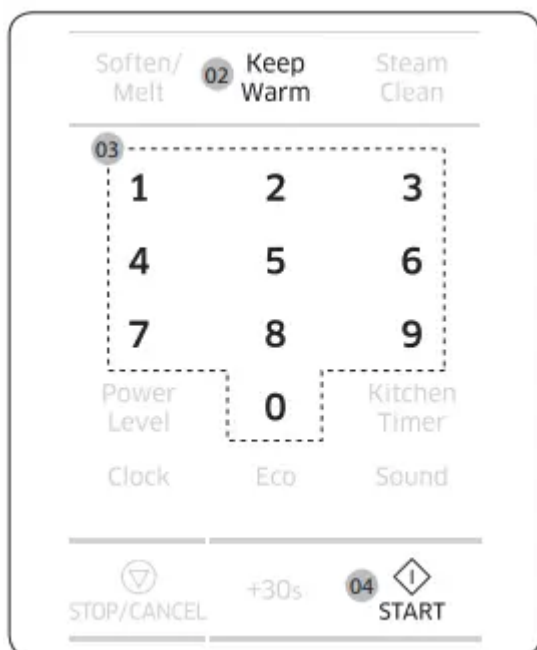 Soften/ Melt
02 Keep Warm
Steam Clean
03
1 2 3
4 5 6
7 8 9
Power Level
0
Kitchen Timer
Clock Eco Sound
STOP/CANCEL
+30s
04
START